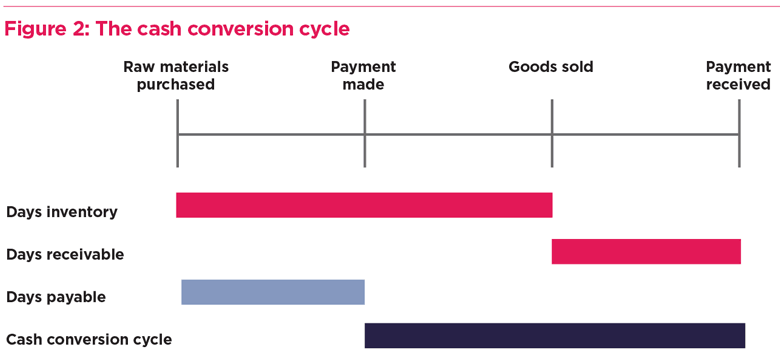 Figure 2: The cash conversion cycle
Raw materials
purchased
Payment
made
Goods sold
Payment
received
Days inventory
Days receivable
Days payable
Cash conversion cycle